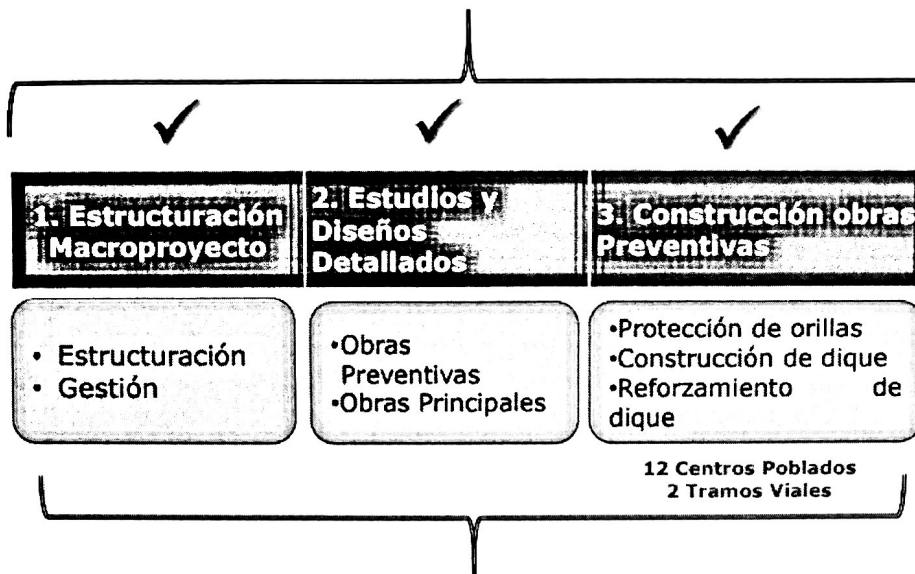 1. Estructuración
Macroproyecto
2. Estudios y
Diseños
Detallados
3. Construcción obras
Preventivas
• Estructuración
• Gestión
•Obras
Preventivas
•Obras Principales
•Protección de orillas
•Construcción de dique
•Reforzamiento de
dique
12 Centros Poblados
2 Tramos Viales